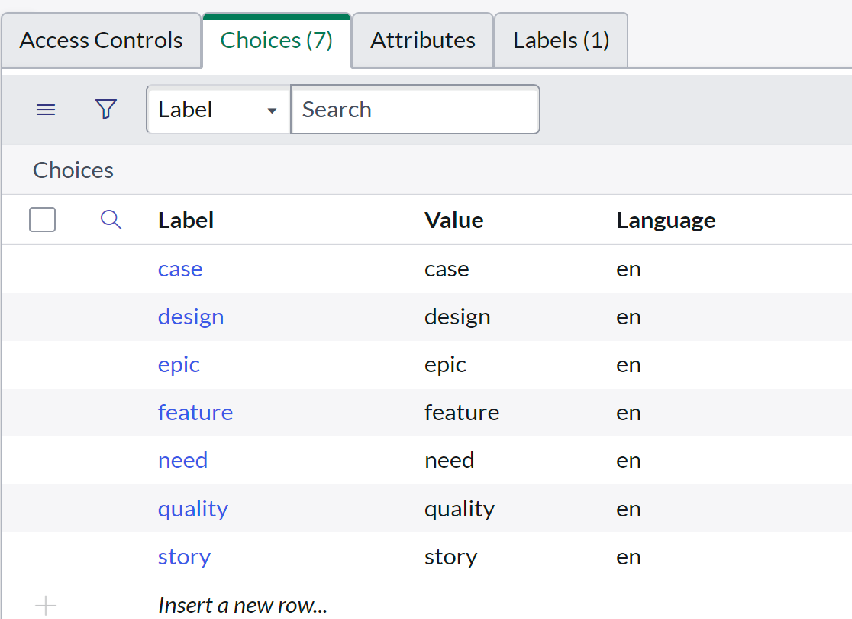 Access Controls Choices (7) Attributes Labels (1)
Label Search
Choices
Label Value Language
case case en
design design en
epic epic en
feature feature en
need need en
quality quality en
story story en
Insert a new row...